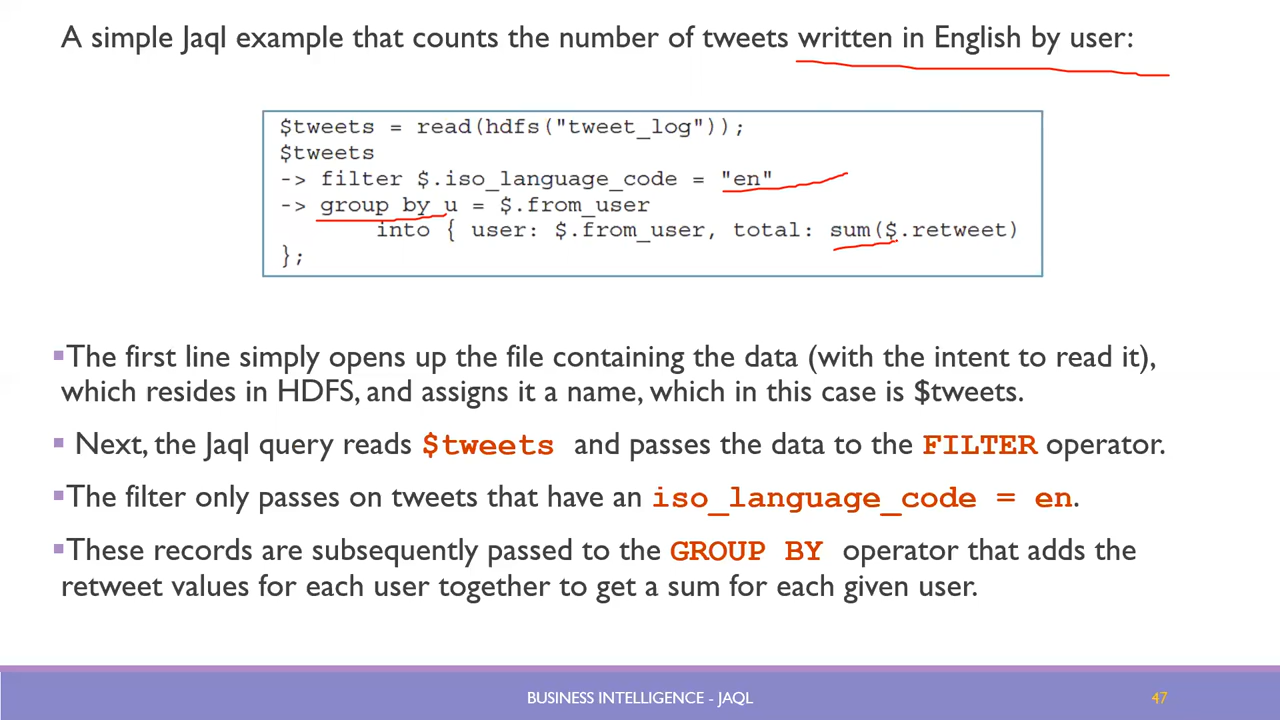 A simple Jaql example that counts the number of tweets written in English by user:
$tweets = read(hdfs("tweet_log"));
$tweets
-> filter $.iso_language_code = "en"
-> group by u = $.from_user
into { user: $.from_user, total: sum($.retweet)
};
▪The first line simply opens up the file containing the data (with the intent to read it),
which resides in HDFS, and assigns it a name, which in this case is $tweets.
▪ Next, the Jaql query reads $tweets and passes the data to the FILTER operator.
▪The filter only passes on tweets that have an iso_language_code = en.
▪These records are subsequently passed to the GROUP BY operator that adds the
retweet values for each user together to get a sum for each given user.
BUSINESS INTELLIGENCE - JAQL
47